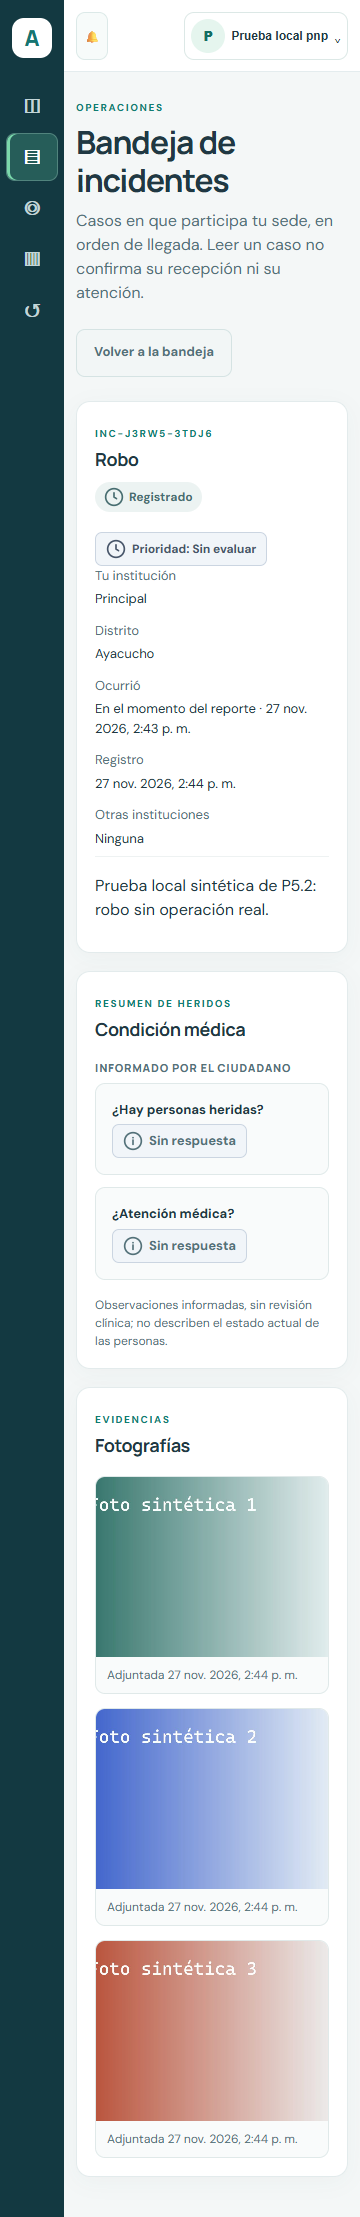 A
P Prueba local pnp
OPERACIONES
Bandeja de
incidentes
Casos en que participa tu sede, en
orden de llegada. Leer un caso no
confirma su recepción ni su
atención.
Volver a la bandeja
INC-J3RW5-3TDJ6
Robo
Registrado
Prioridad: Sin evaluar
Tu institución
Principal
Distrito
Ayacucho
Ocurrió
En el momento del reporte · 27 nov.
2026, 2:43 p. m.
Registro
27 nov. 2026, 2:44 p. m.
Otras instituciones
Ninguna
Prueba local sintética de P5.2:
robo sin operación real.
RESUMEN DE HERIDOS
Condición médica
INFORMADO POR EL CIUDADANO
¿Hay personas heridas?
Sin respuesta
¿Atención médica?
Sin respuesta
Observaciones informadas, sin revisión
clínica; no describen el estado actual de
las personas.
EVIDENCIAS
Fotografías
Foto sintética 1
Adjuntada 27 nov. 2026, 2:44 p. m.
Foto sintética 2
Adjuntada 27 nov. 2026, 2:44 p. m.
Foto sintética 3
Adjuntada 27 nov. 2026, 2:44 p. m.